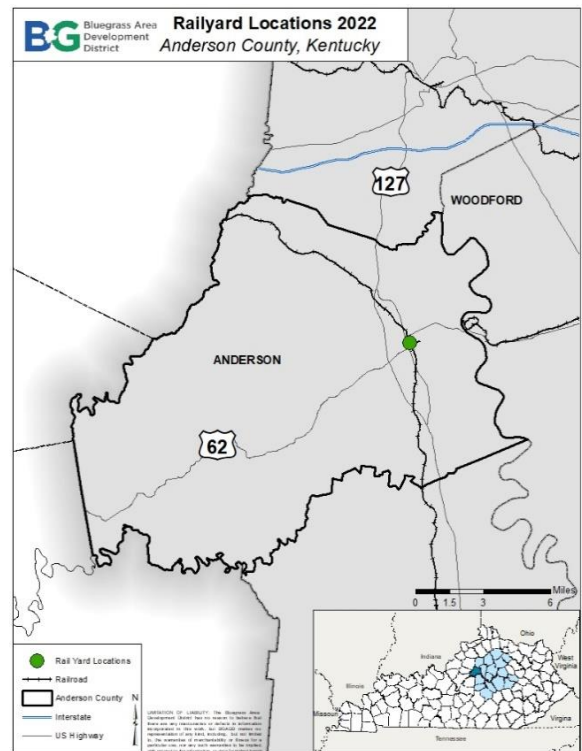 B&G
Bluegrass Area
Development
District
Railyard Locations 2022
Anderson County, Kentucky
127
WOODFORD
ANDERSON
62
Miles
0 1.5 3 6
Rail Yard Locations
Railroad
Anderson County
Interstate
US Highway
N
Indiana
Ohio
West
Virginia
Illinois
Virginia
Missouri
Tennessee